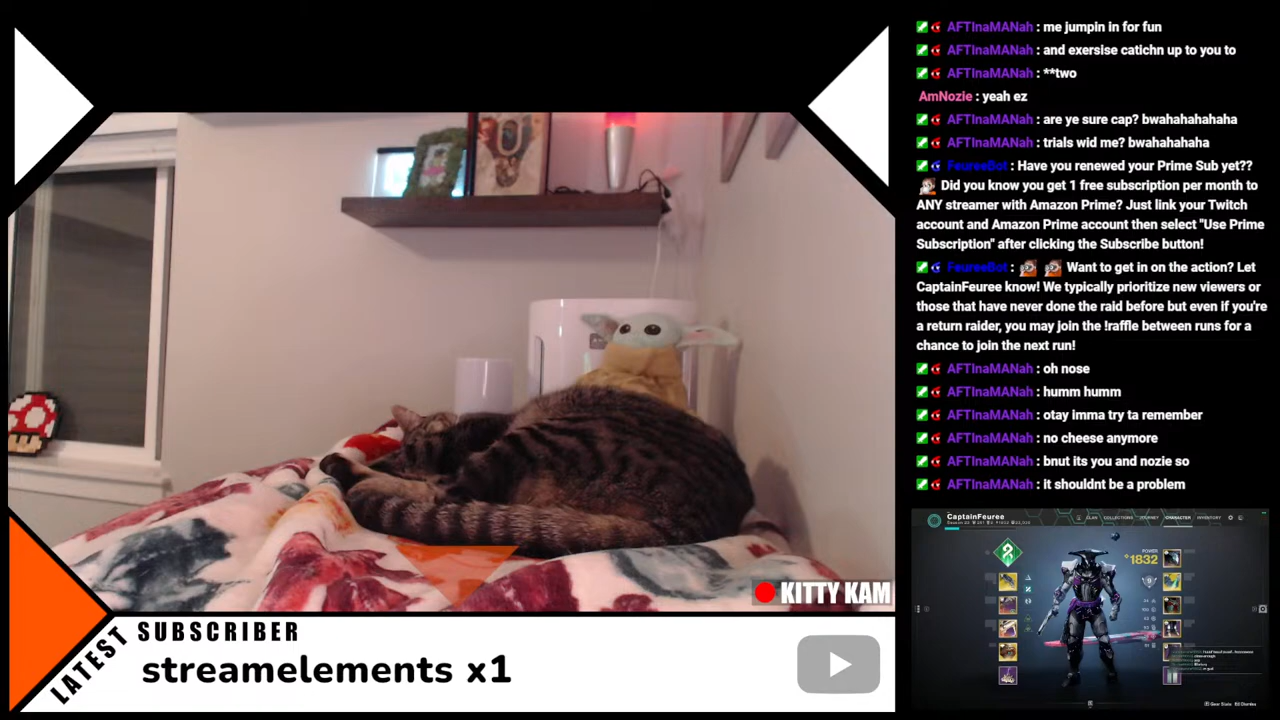 AFTInaMANah : me jumpin in for fun
AFTInaMANah : and exersise catichn up to you to
AFTInaMANah : **two
AmNozie : yeah ez
AFTInaMANah : are ye sure cap? bwahahahahaha
AFTInaMANah : trials wid me? bwahahahaha
FeureeBot : Have you renewed your Prime Sub yet??
Did you know you get 1 free subscription per month to
ANY streamer with Amazon Prime? Just link your Twitch
account and Amazon Prime account then select "Use Prime
Subscription" after clicking the Subscribe button!
FeureeBot : Want to get in on the action? Let
CaptainFeuree know! We typically prioritize new viewers or
those that have never done the raid before but even if you're
a return raider, you may join the !raffle between runs for a
chance to join the next run!
AFTInaMANah : oh nose
AFTInaMANah : humm humm
AFTInaMANah : otay imma try ta remember
AFTInaMANah : no cheese anymore
AFTInaMANah : bnut its you and nozie so
AFTInaMANah : it shouldnt be a problem
CaptainFeuree
CLAN COLLECTIONS JOURNEY CHARACTER INVENTORY
POWER
1832
KITTY KAM
LATEST SUBSCRIBER
streamelements x1